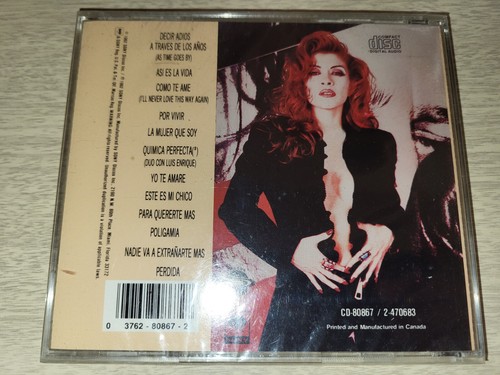 DECIR ADIOS
A TRAVES DE LOS AÑOS
(AS TIME GOES BY)
ASI ES LA VIDA
COMO TE AME
(I'LL NEVER LOVE THIS WAY AGAIN)
POR VIVIR
LA MUJER QUE SOY
QUIMICA PERFECTA(*)
(DUO CON LUIS ENRIQUE)
YO TE AMARE
ESTE ES MI CHICO
PARA QUERERTE MAS
POLIGAMIA
NADIE VA A EXTRAÑARTE MAS
PERDIDA
0 3762 - 80867 - 2
COMPACT
disc
DIGITAL AUDIO
CD-80867 / 2-470683
Printed and Manufactured in Canada